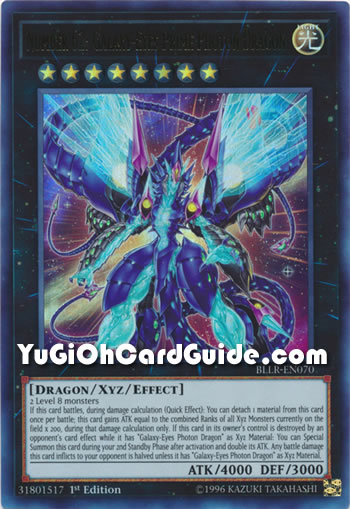 Number 62: Galaxy-Eyes Prime Photon Dragon
LIGHT
光
YuGiOhCardGuide.com
BLLR-EN070
[Dragon/Xyz/Effect]
2 Level 8 monsters
If this card battles, during damage calculation (Quick Effect): You can detach 1 material from this card
once per battle; this card gains ATK equal to the combined Ranks of all Xyz Monsters currently on the
field x 200, during that damage calculation only. If this card in its owner's control is destroyed by an
opponent's card effect while it has "Galaxy-Eyes Photon Dragon" as Xyz Material: You can Special
Summon this card during your 2nd Standby Phase after activation and double its ATK. Any battle damage
this card inflicts to your opponent is halved unless it has "Galaxy-Eyes Photon Dragon" as Xyz Material.
ATK/4000 DEF/3000
31801517 1st Edition ©1996 KAZUKI TAKAHASHI